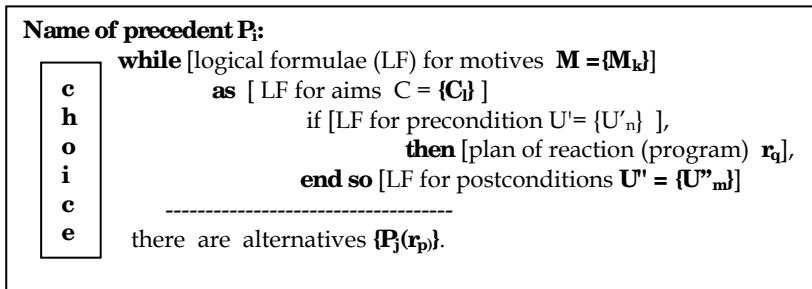 Name of precedent Pi:
while [logical formulae (LF) for motives M ={Mk}]
as [ LF for aims C = {Cl} ]
if [LF for precondition U'= {U'n} ],
then [plan of reaction (program) rq],
end so [LF for postconditions U" = {U"m}]
------------------------------------
there are alternatives {Pj(rp)}.
c
h
o
i
c
e